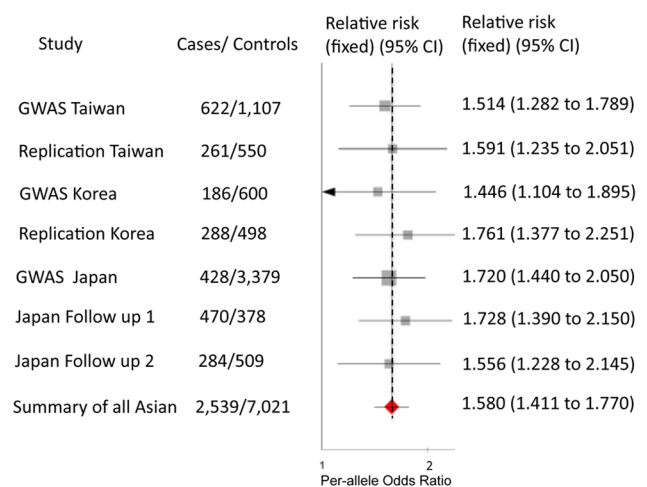 Study Cases/ Controls Relative risk (fixed) (95% CI) Relative risk (fixed) (95% CI)
GWAS Taiwan 622/1,107 1.514 (1.282 to 1.789)
Replication Taiwan 261/550 1.591 (1.235 to 2.051)
GWAS Korea 186/600 1.446 (1.104 to 1.895)
Replication Korea 288/498 1.761 (1.377 to 2.251)
GWAS Japan 428/3,379 1.720 (1.440 to 2.050)
Japan Follow up 1 470/378 1.728 (1.390 to 2.150)
Japan Follow up 2 284/509 1.556 (1.228 to 2.145)
Summary of all Asian 2,539/7,021 1.580 (1.411 to 1.770)
1 2
Per-allele Odds Ratio